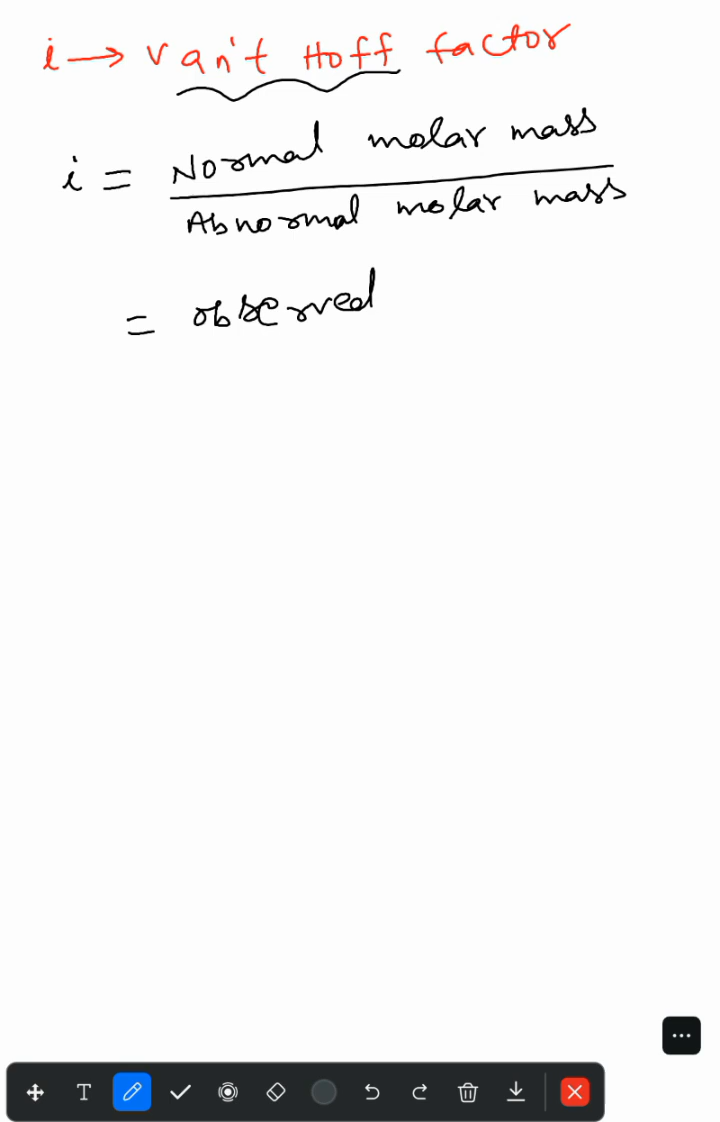 i → van't Hoff factor
i = Normal molar mass
Abnormal molar mass
= observed
T